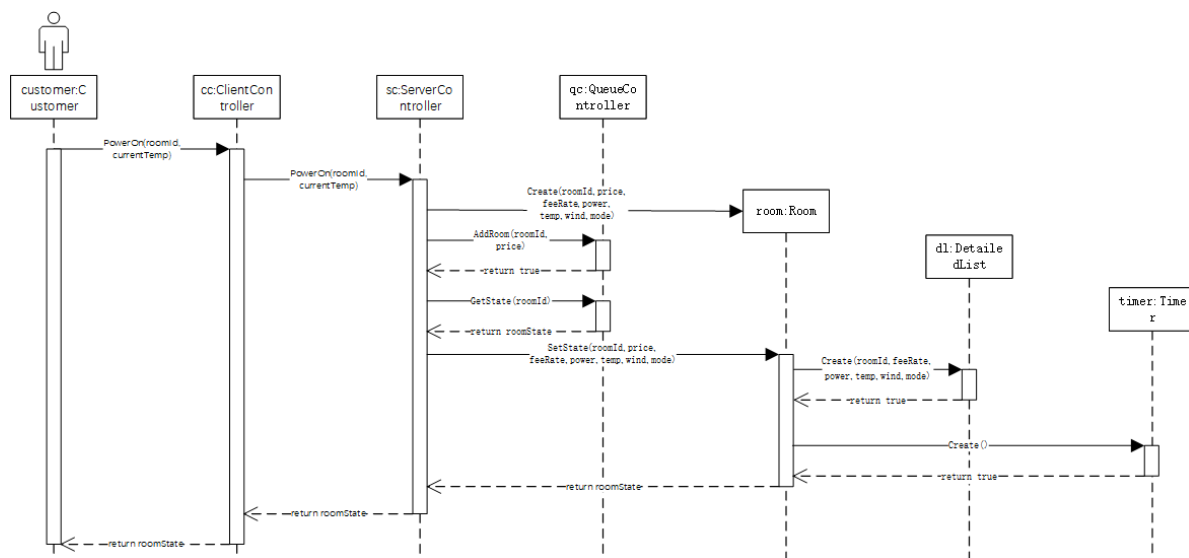 customer:C
ustomer
cc:ClientCon
troller
sc:ServerCo
ntroller
qc:QueueCo
ntroller
PowerOn(roomId,
currentTemp)
PowerOn(roomId,
currentTemp)
Create(roomId, price,
feeRate, power,
temp, wind, mode)
room:Room
AddRoom(roomId,
price)
return true
dl:Detaile
dList
GetState(roomId)
return roomState
timer:Time
r
SetState(roomId, price,
feeRate, power, temp, wind, mode)
Create(roomId, feeRate,
power, temp, wind, mode)
return true
Create()
return true
return roomState
return roomState
return roomState